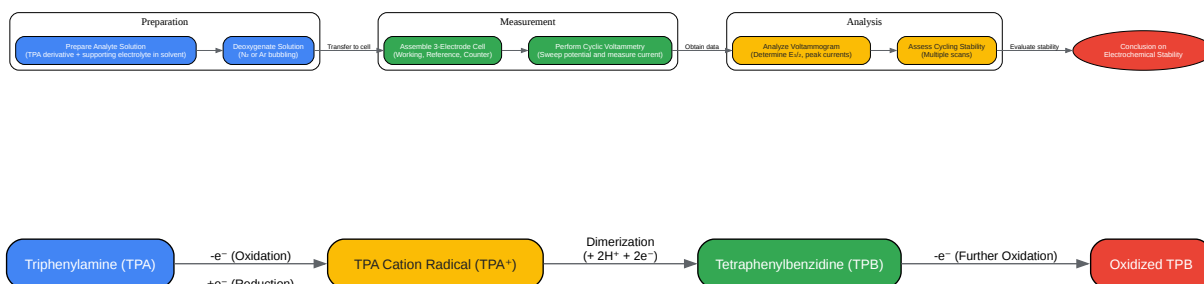 Preparation
Measurement
Analysis
Prepare Analyte Solution
(TPA derivative + supporting electrolyte in solvent)
Deoxygenate Solution
(N₂ or Ar bubbling)
Transfer to cell
Assemble 3-Electrode Cell
(Working, Reference, Counter)
Perform Cyclic Voltammetry
(Sweep potential and measure current)
Obtain data
Analyze Voltammogram
(Determine E₁/₂, peak currents)
Assess Cycling Stability
(Multiple scans)
Evaluate stability
Conclusion on
Electrochemical Stability
Triphenylamine (TPA)
-e⁻ (Oxidation)
+e⁻ (Reduction)
TPA Cation Radical (TPA⁺)
Dimerization
(+ 2H⁺ + 2e⁻)
Tetraphenylbenzidine (TPB)
-e⁻ (Further Oxidation)
Oxidized TPB